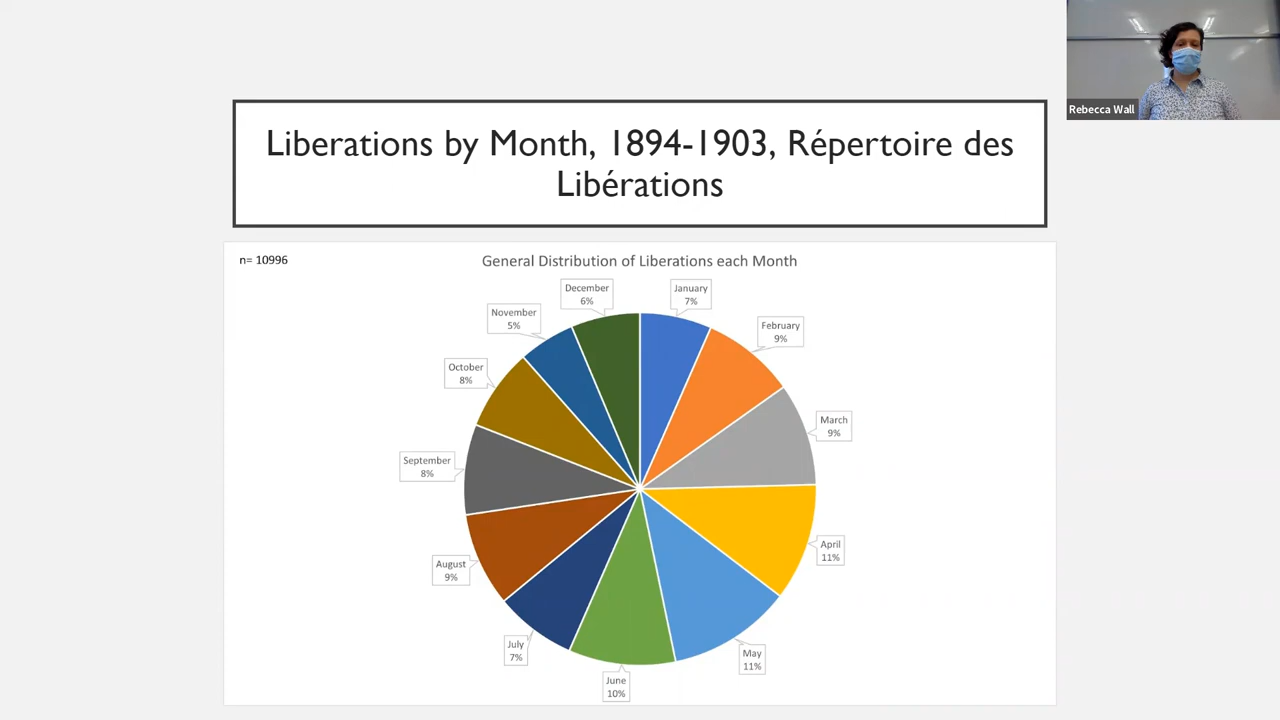 Rebecca Wall
Liberations by Month, 1894-1903, Répertoire des
Libérations
n= 10996
General Distribution of Liberations each Month
December
6%
January
7%
November
5%
February
9%
October
8%
March
9%
September
8%
April
11%
August
9%
July
7%
May
11%
June
10%